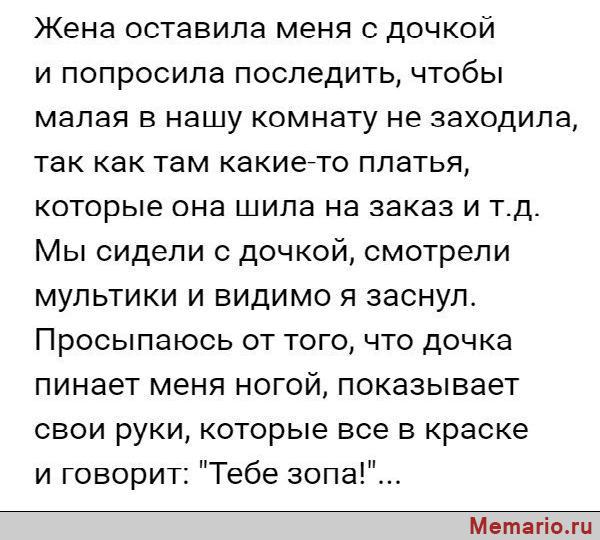 Жена оставила меня с дочкой
и попросила последить, чтобы
малая в нашу комнату не заходила,
так как там какие-то платья,
которые она шила на заказ и т.д.
Мы сидели с дочкой, смотрели
мультики и видимо я заснул.
Просыпаюсь от того, что дочка
пинает меня ногой, показывает
свои руки, которые все в краске
и говорит: "Тебе зопа!"...
Memario.ru